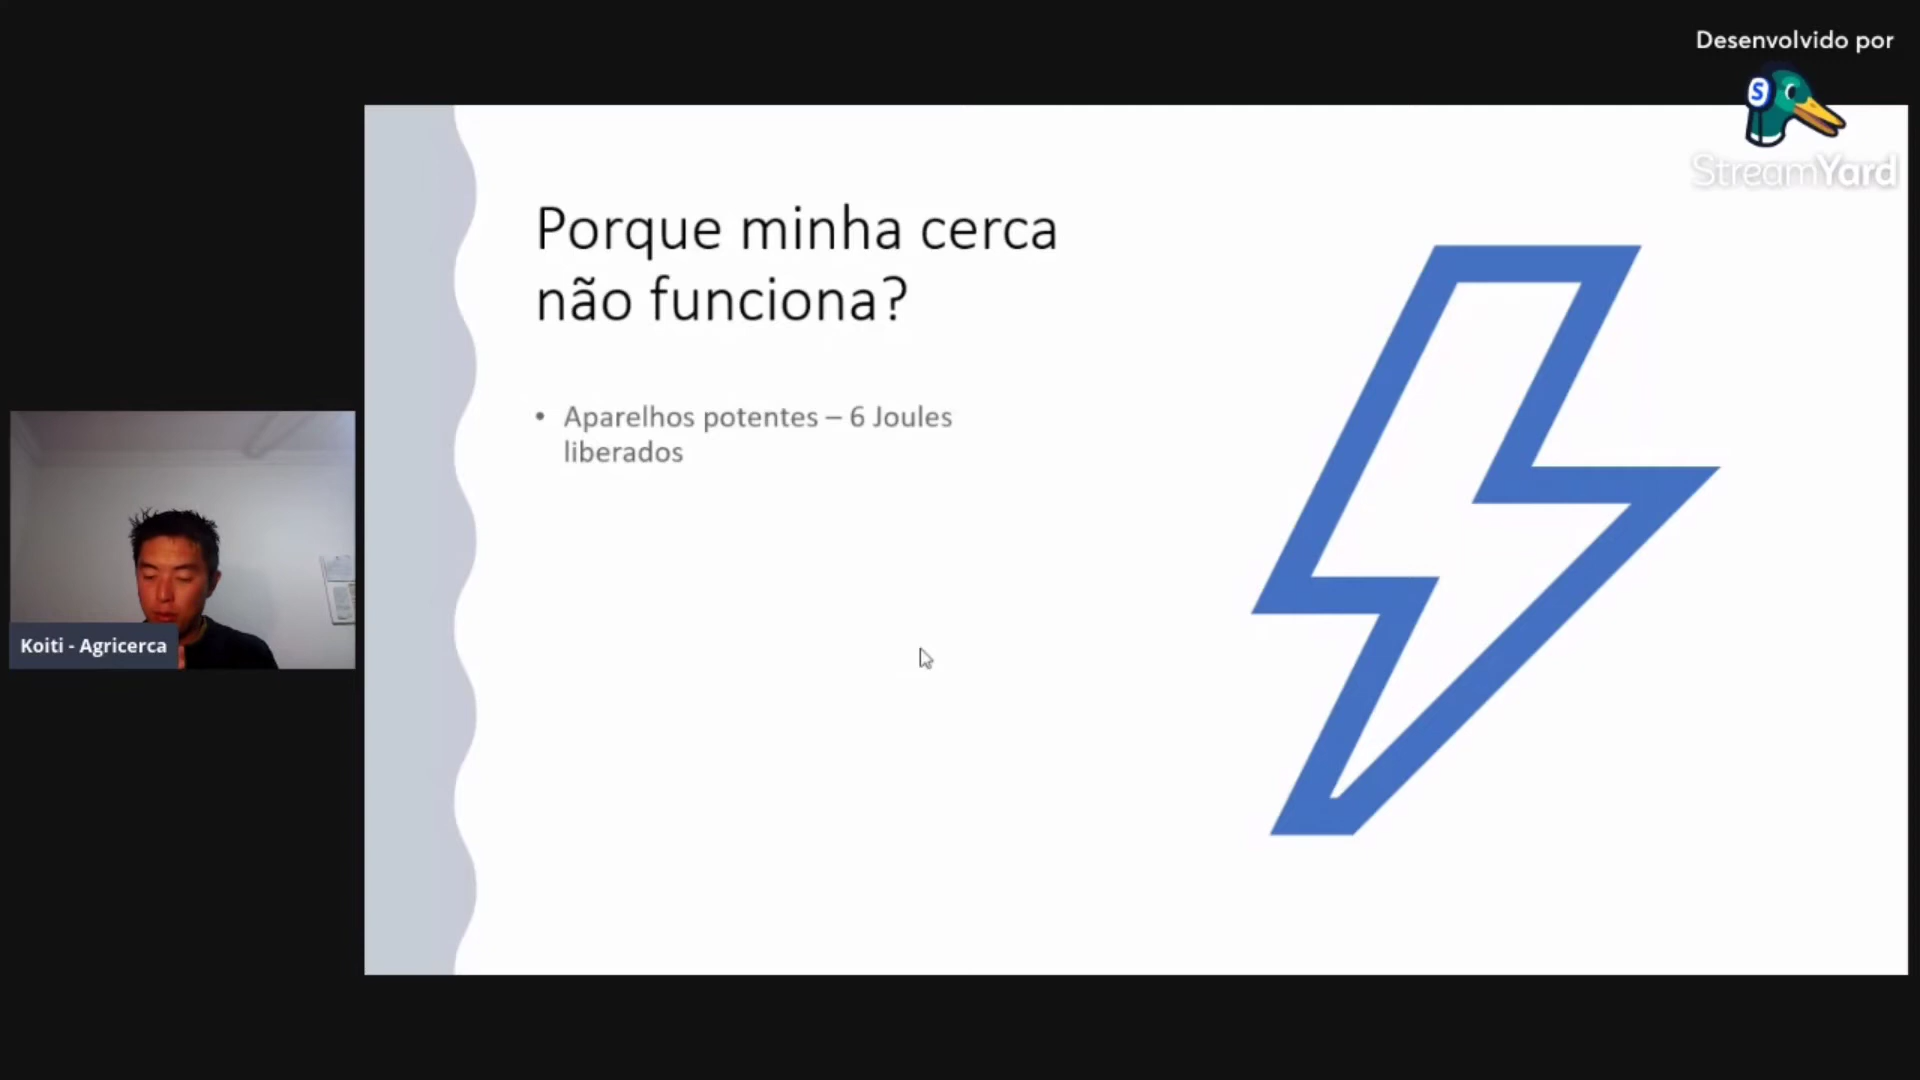 Desenvolvido por
S
StreamYard
Porque minha cerca
não funciona?
• Aparelhos potentes – 6 Joules
liberados
Koiti - Agricerca